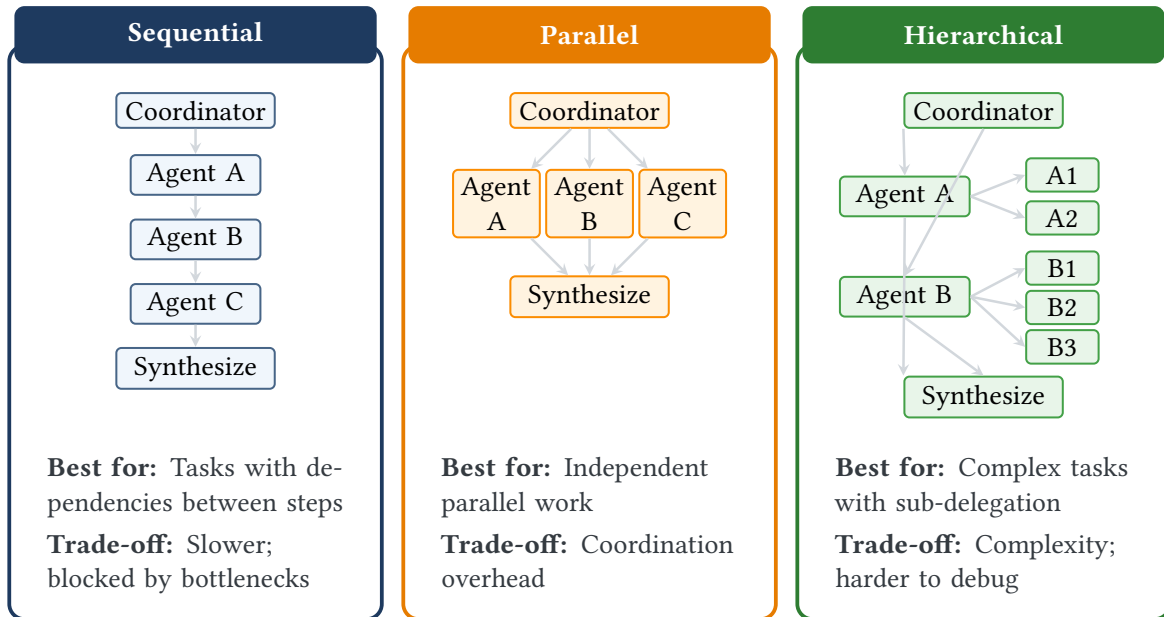 Sequential
Coordinator
Agent A
Agent B
Agent C
Synthesize
Best for: Tasks with de-
pendencies between steps
Trade-off: Slower;
blocked by bottlenecks
Parallel
Coordinator
Agent
A
Agent
B
Agent
C
Synthesize
Best for: Independent
parallel work
Trade-off: Coordination
overhead
Hierarchical
Coordinator
Agent A
A1
A2
Agent B
B1
B2
B3
Synthesize
Best for: Complex tasks
with sub-delegation
Trade-off: Complexity;
harder to debug